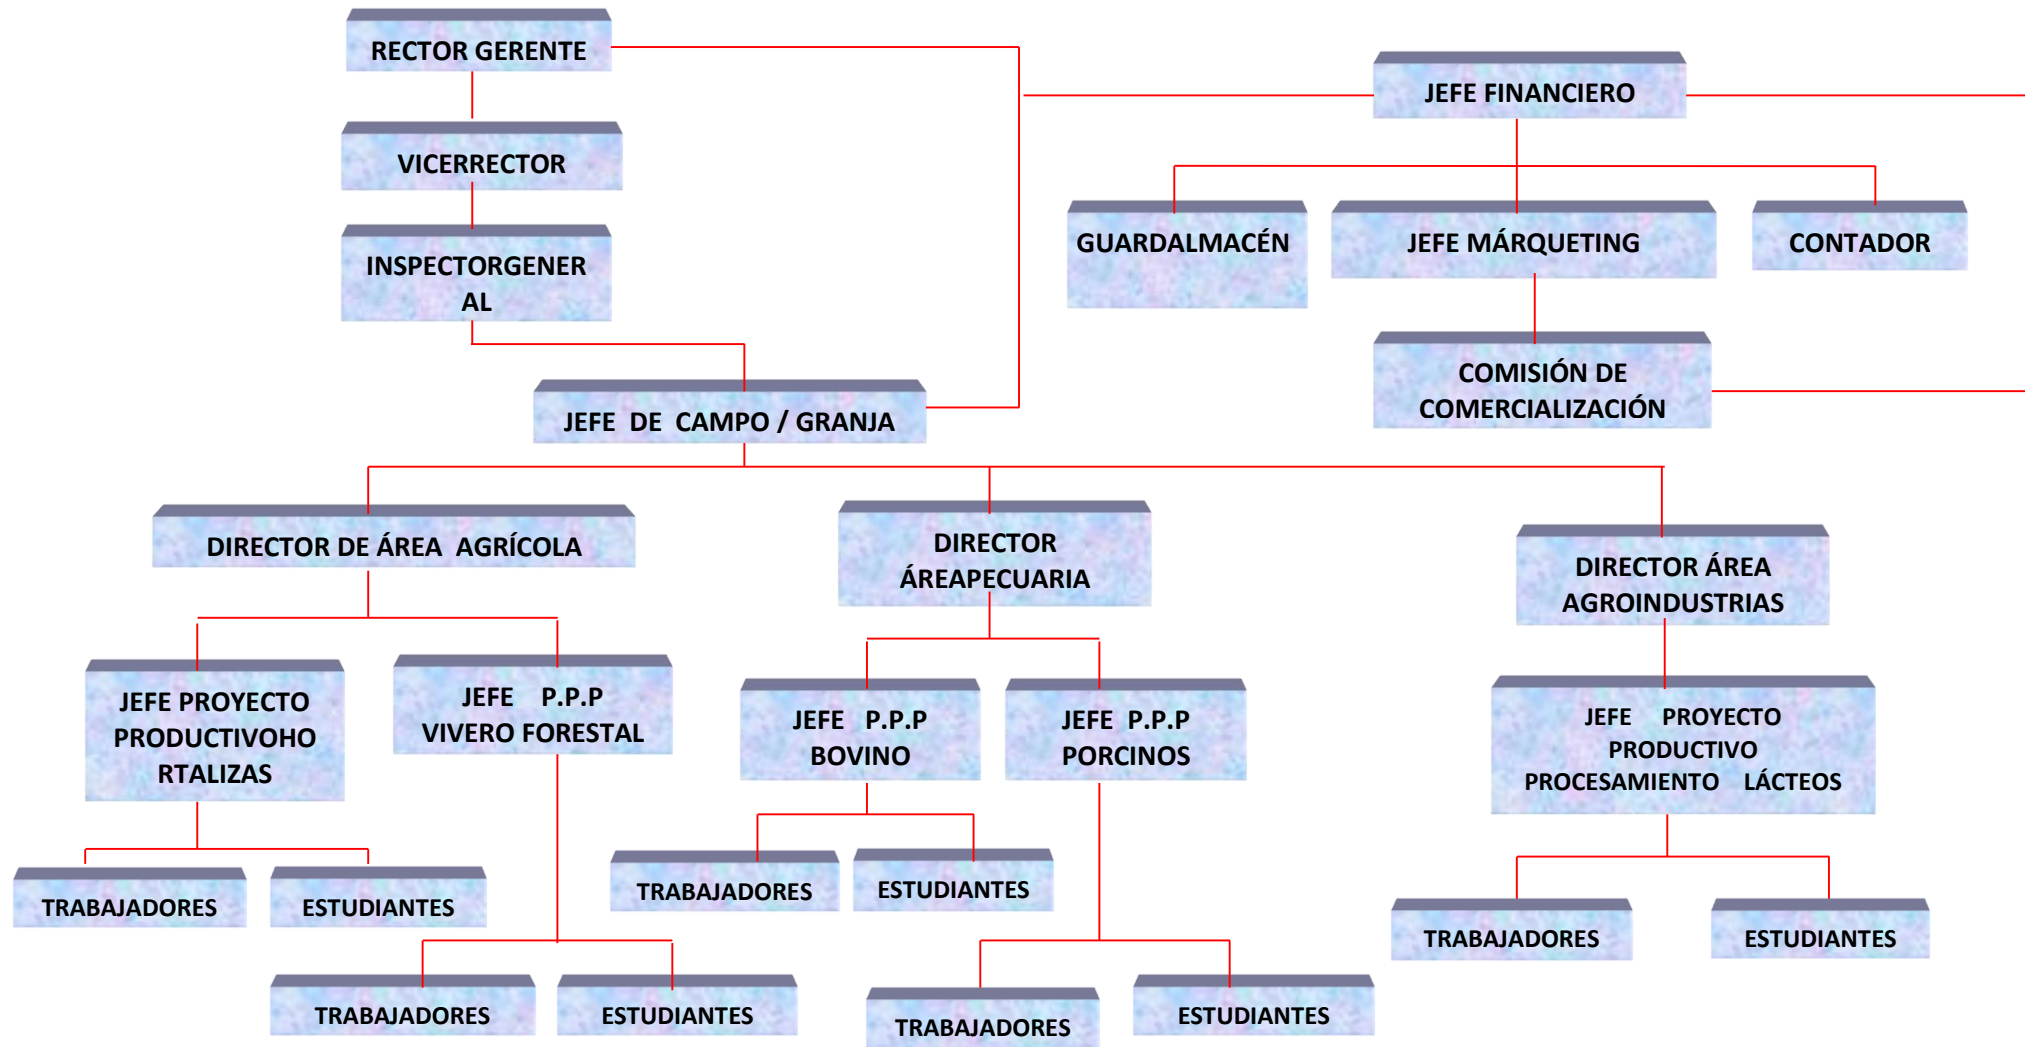 RECTOR GERENTE
JEFE FINANCIERO
VICERRECTOR
GUARDALMACÉN
JEFE MÁRQUETING
CONTADOR
INSPECTORGENER
AL
COMISIÓN DE
COMERCIALIZACIÓN
JEFE DE CAMPO / GRANJA
DIRECTOR DE ÁREA AGRÍCOLA
DIRECTOR
ÁREAPECUARIA
DIRECTOR ÁREA
AGROINDUSTRIAS
JEFE PROYECTO
PRODUCTIVOHO
RTALIZAS
JEFE P.P.P
VIVERO FORESTAL
JEFE P.P.P
BOVINO
JEFE P.P.P
PORCINOS
JEFE PROYECTO
PRODUCTIVO
PROCESAMIENTO LÁCTEOS
TRABAJADORES
ESTUDIANTES
TRABAJADORES
ESTUDIANTES
TRABAJADORES
ESTUDIANTES
TRABAJADORES
ESTUDIANTES
TRABAJADORES
ESTUDIANTES